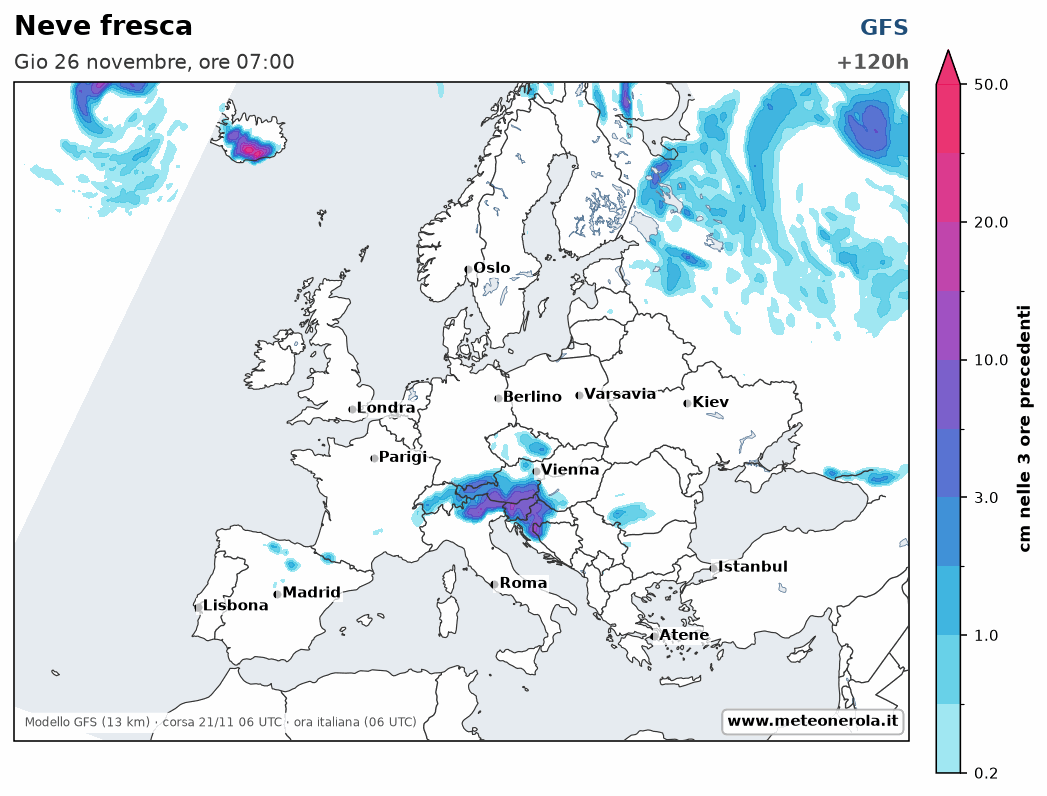 Neve fresca
GFS
Gio 26 novembre, ore 07:00
+120h
50.0
20.0
10.0
3.0
1.0
0.2
cm nelle 3 ore precedenti
Oslo
Berlino
Varsavia
Kiev
Londra
Parigi
Vienna
Istanbul
Roma
Madrid
Lisbona
Atene
Modello GFS (13 km) · corsa 21/11 06 UTC · ora italiana (06 UTC)
www.meteonerola.it